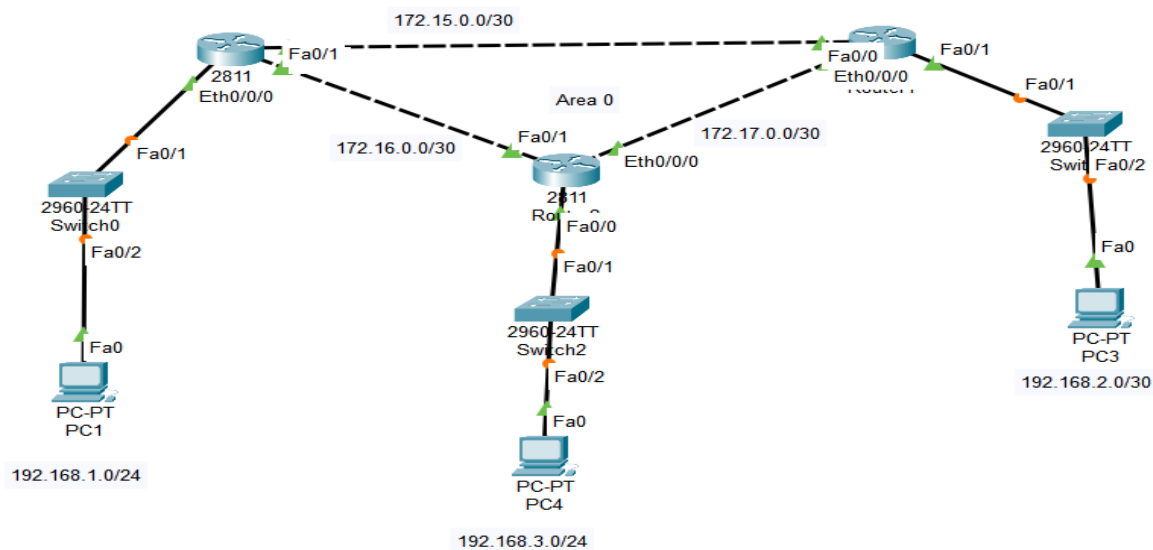 172.15.0.0/30
Fa0/1
2811
Eth0/0/0
Fa0/1
Fa0/0
Eth0/0/0
Fa0/1
Fa0/1
Area 0
172.16.0.0/30
Fa0/1
172.17.0.0/30
Eth0/0/0
2811
Fa0/0
Fa0/1
2960-24TT
Fa0/2
2960-24TT
Switch0
Fa0/2
Fa0
PC-PT
PC1
192.168.1.0/24
2960-24TT
Switch2
Fa0/2
Fa0
PC-PT
PC4
192.168.3.0/24
Fa0
PC-PT
PC3
192.168.2.0/30